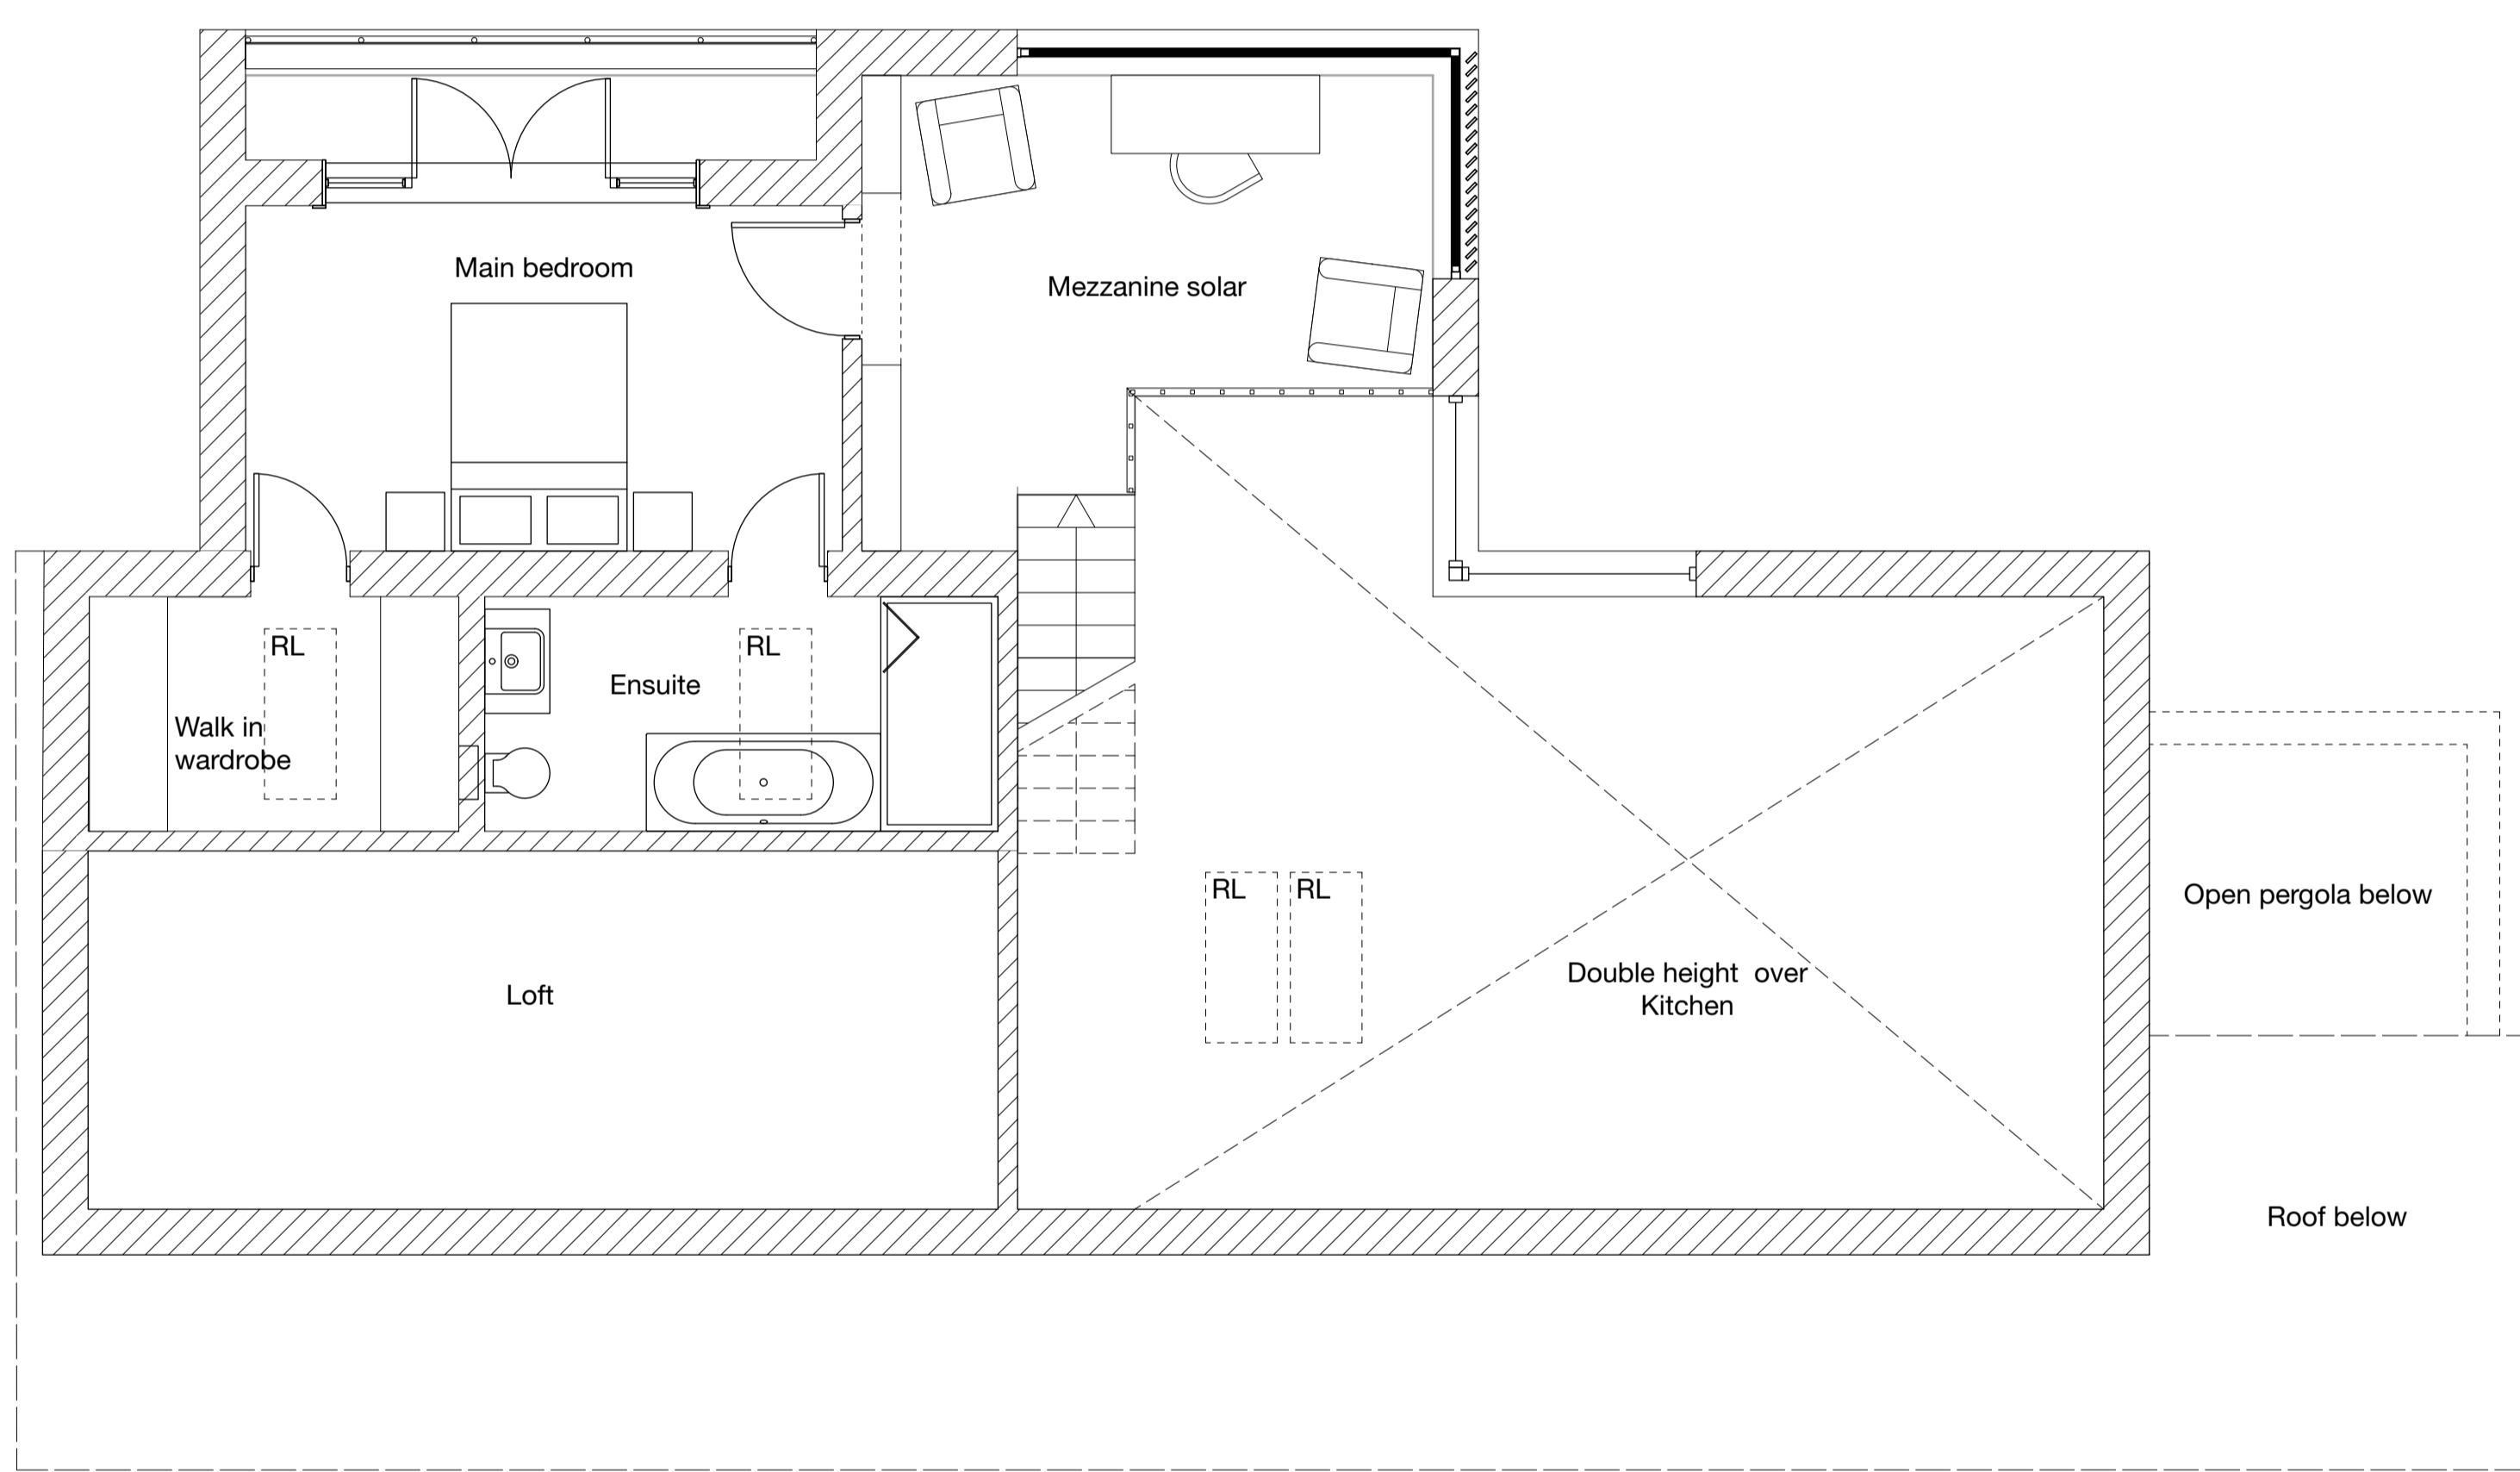 Main bedroom
Mezzanine solar
RL
RL
Ensuite
Walk in
wardrobe
RL
RL
Open pergola below
Double height  over
Kitchen
Loft
Roof below